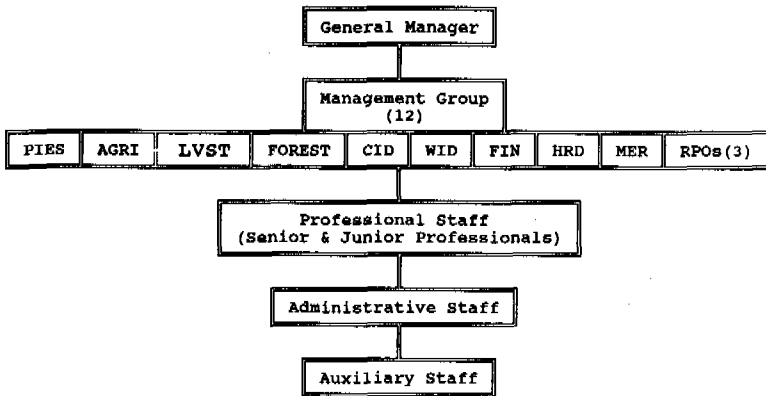 General Manager
Management Group
(12)
PIES AGRI LVST FOREST CID WID FIN HRD MER RPOs(3)
Professional Staff
(Senior & Junior Professionals)
Administrative Staff
Auxiliary Staff